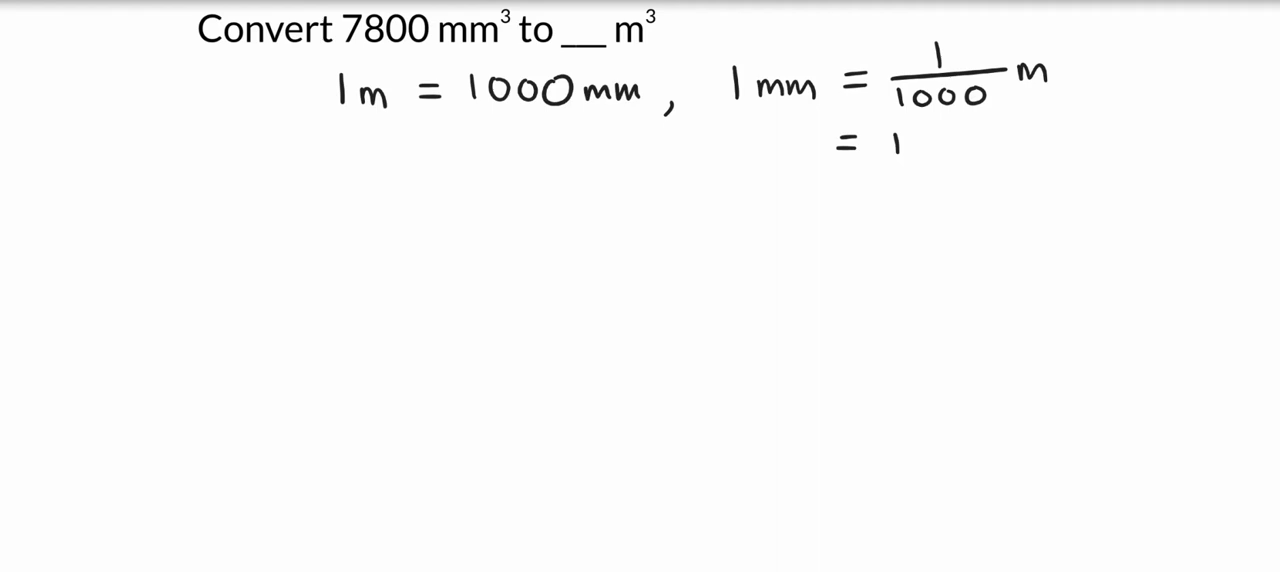 Convert 7800 mm³ to ___ m³
1 m = 1000 mm , 1 mm = 1/1000 m
= 1